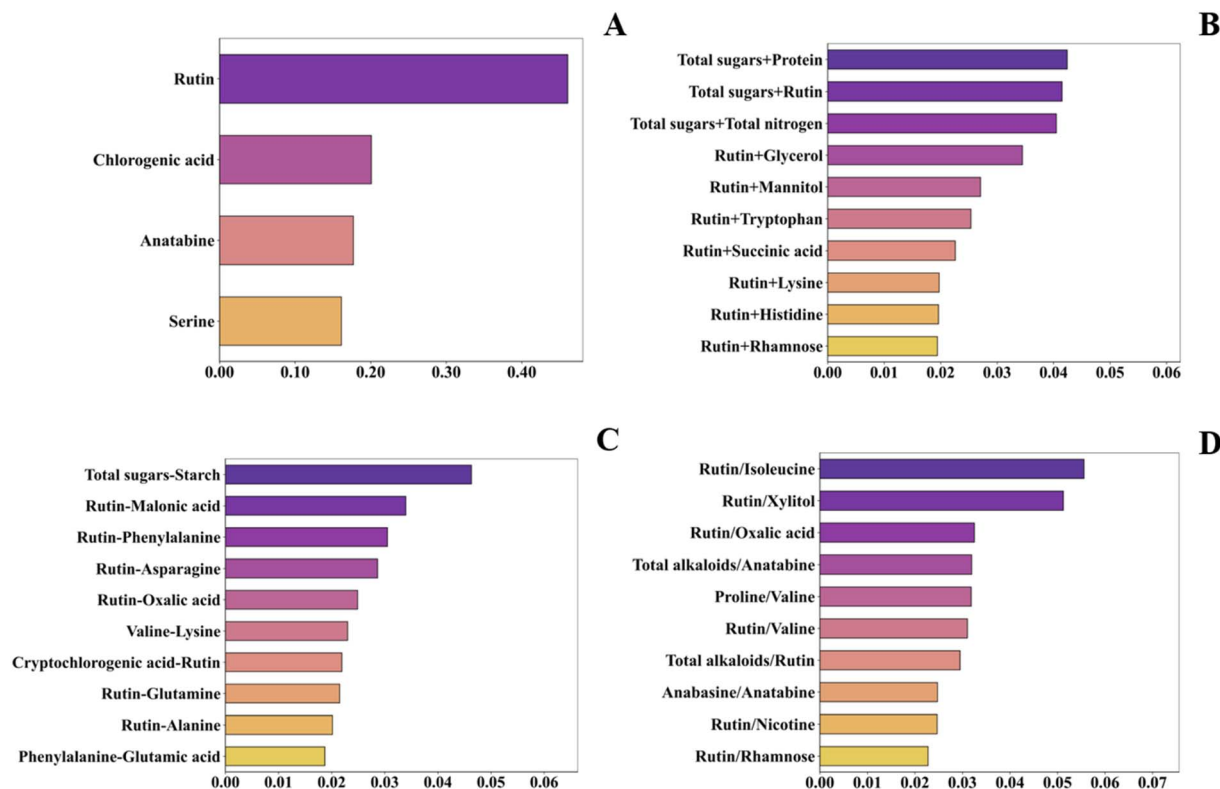 A
Rutin
Chlorogenic acid
Anatabine
Serine
0.00 0.10 0.20 0.30 0.40
B
Total sugars+Protein
Total sugars+Rutin
Total sugars+Total nitrogen
Rutin+Glycerol
Rutin+Mannitol
Rutin+Tryptophan
Rutin+Succinic acid
Rutin+Lysine
Rutin+Histidine
Rutin+Rhamnose
0.00 0.01 0.02 0.03 0.04 0.05 0.06
C
Total sugars-Starch
Rutin-Malonic acid
Rutin-Phenylalanine
Rutin-Asparagine
Rutin-Oxalic acid
Valine-Lysine
Cryptochlorogenic acid-Rutin
Rutin-Glutamine
Rutin-Alanine
Phenylalanine-Glutamic acid
0.00 0.01 0.02 0.03 0.04 0.05 0.06
D
Rutin/Isoleucine
Rutin/Xylitol
Rutin/Oxalic acid
Total alkaloids/Anatabine
Proline/Valine
Rutin/Valine
Total alkaloids/Rutin
Anabasine/Anatabine
Rutin/Nicotine
Rutin/Rhamnose
0.00 0.01 0.02 0.03 0.04 0.05 0.06 0.07